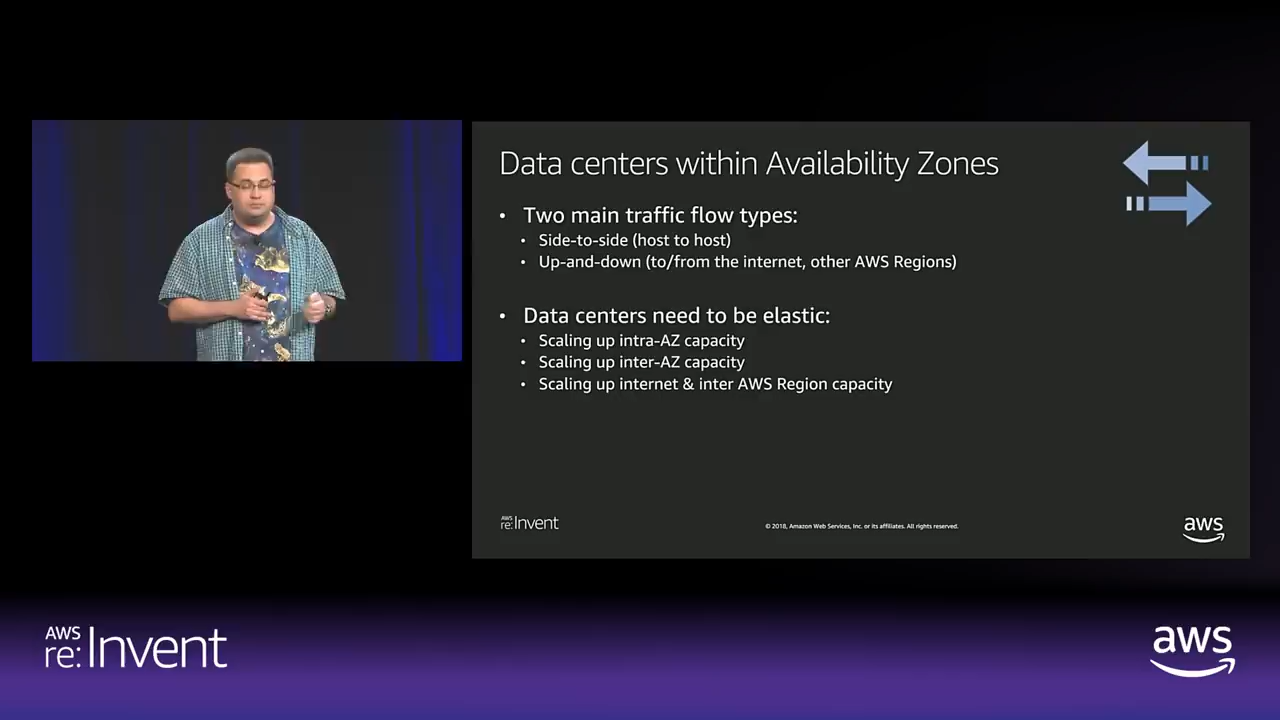 Data centers within Availability Zones
• Two main traffic flow types:
• Side-to-side (host to host)
• Up-and-down (to/from the internet, other AWS Regions)
• Data centers need to be elastic:
• Scaling up intra-AZ capacity
• Scaling up inter-AZ capacity
• Scaling up internet & inter AWS Region capacity
AWS
re:Invent
© 2018, Amazon Web Services, Inc. or its affiliates. All rights reserved.
aws
AWS
re:Invent
aws